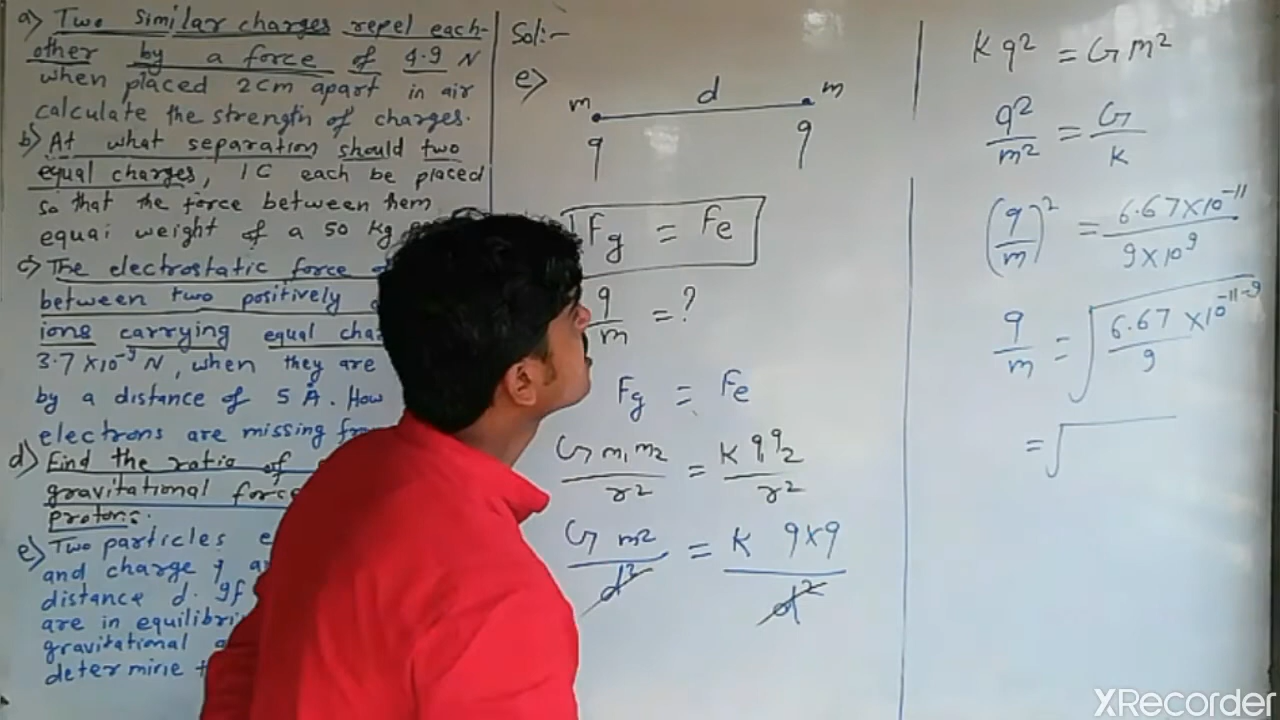 a) Two similar charges repel each-
other by a force of 4.9 N
when placed 2cm apart in air
calculate the strength of charges.
b) At what separation should two
equal charges, 1C each be placed
so that the force between them
equal weight of a 50 kg
c) The electrostatic force
between two positively
ions carrying equal
3.7 × 10⁻⁹ N, when they are
by a distance of 5 Å. How
electrons are missing
d) Find the ratio of
gravitational force
protons.
e) Two particles
and charge q
distance d. If
are in
gravitational
determine
Sol:-
e)
m d m
q q
Fg = Fe
q/m = ?
Fg = Fe
G m₁m₂/r² = K q₁q₂/r²
G m²/d² = K q×q/d²
K q² = G m²
q²/m² = G/K
(q/m)² = 6.67×10⁻¹¹/9×10⁹
q/m = √(6.67/9 ×10⁻¹¹⁻⁹)
= √
XRecorder